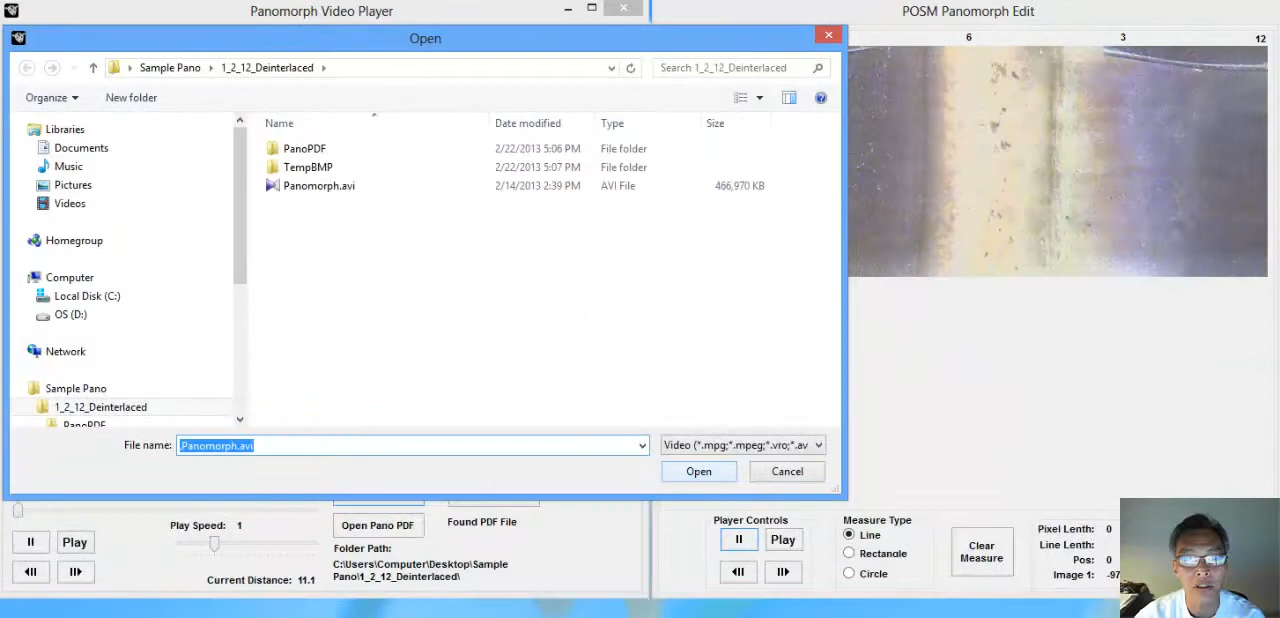 Panomorph Video Player
POSM Panomorph Edit
Open
6 3 12
Sample Pano 1_2_12_Deinterlaced
Search 1_2_12_Deinterlaced
Organize New folder
Name Date modified Type Size
Libraries
Documents
Music
Pictures
Videos
Homegroup
Computer
Local Disk (C:)
OS (D:)
Network
Sample Pano
1_2_12_Deinterlaced
PanoPDF
PanoPDF 2/22/2013 5:06 PM File folder
TempBMP 2/22/2013 5:07 PM File folder
Panomorph.avi 2/14/2013 2:39 PM AVI File 466,970 KB
File name: Panomorph.avi
Video (*.mpg;*.mpeg;*.vro;*.av
Open Cancel
Play Speed: 1
Play
Current Distance: 11.1
Open Pano PDF
Found PDF File
Folder Path:
C:\Users\Computer\Desktop\Sample
Pano\1_2_12_Deinterlaced\
Player Controls
Play
Measure Type
Line
Rectangle
Circle
Clear
Measure
Pixel Lenth: 0
Line Lenth:
Pos: 0
Image 1: -97